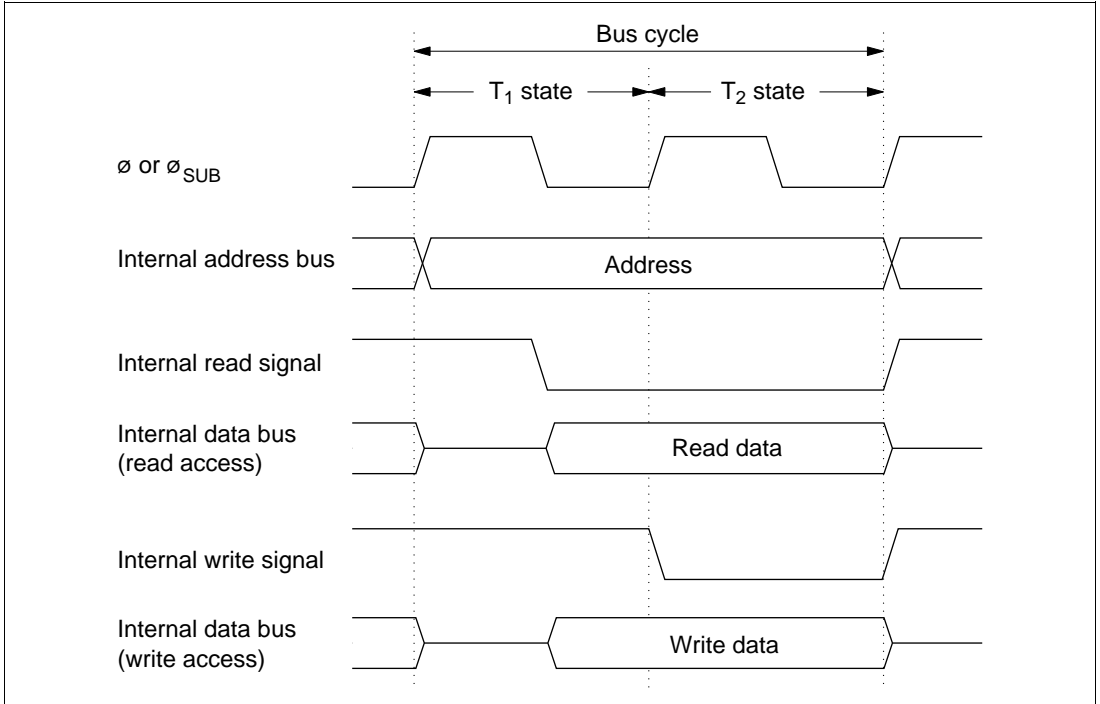 Bus cycle
T₁ state
T₂ state
ø or ø SUB
Internal address bus
Address
Internal read signal
Internal data bus
(read access)
Read data
Internal write signal
Internal data bus
(write access)
Write data